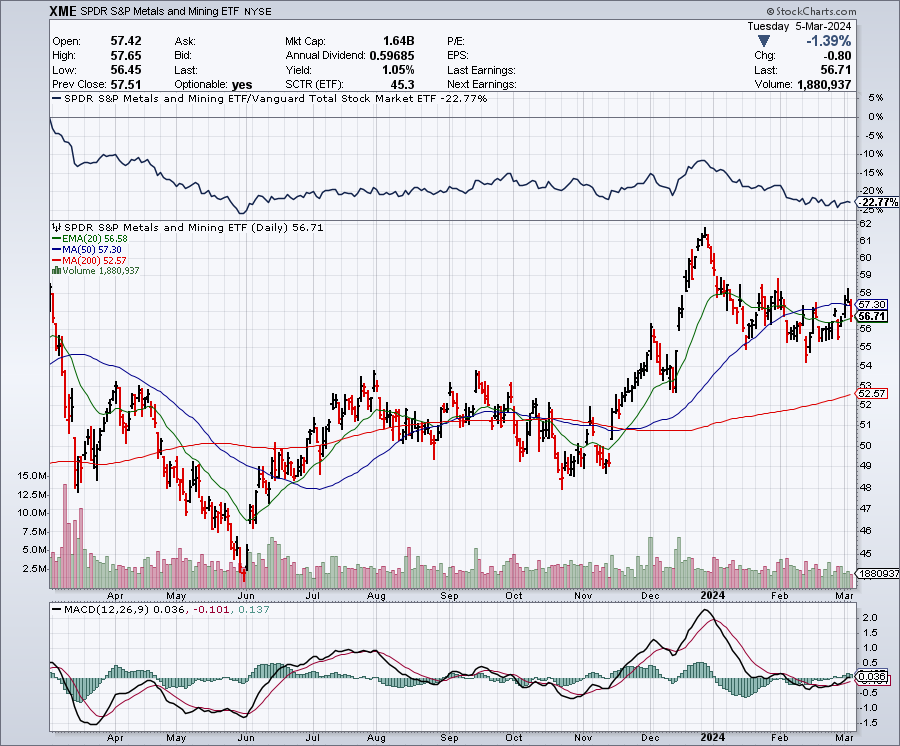 XME SPDR S&P Metals and Mining ETF NYSE
© StockCharts.com
Tuesday 5-Mar-2024
Open: 57.42 Ask: Mkt Cap: 1.64B P/E: ▼ -1.39%
High: 57.65 Bid: Annual Dividend: 0.59685 EPS: Chg: -0.80
Low: 56.45 Last: Yield: 1.05% Last Earnings: Last: 56.71
Prev Close: 57.51 Optionable: yes SCTR (ETF): 45.3 Next Earnings: Volume: 1,880,937
SPDR S&P Metals and Mining ETF/Vanguard Total Stock Market ETF -22.77%
5%
0%
-5%
-10%
-15%
-20%
-22.77%
-25%
SPDR S&P Metals and Mining ETF (Daily) 56.71
EMA(20) 56.58
MA(50) 57.30
MA(200) 52.57
Volume 1,880,937
62
61
60
59
58
57.30
56.71
56
55
54
53
52.57
52
51
50
49
48
47
46
45
1880937
15.0M
12.5M
10.0M
7.5M
5.0M
2.5M
Apr May Jun Jul Aug Sep Oct Nov Dec 2024 Feb Mar
MACD(12,26,9) 0.036, -0.101, 0.137
2.0
1.5
1.0
0.5
0.036
-0.5
-1.0
-1.5
Apr May Jun Jul Aug Sep Oct Nov Dec 2024 Feb Mar